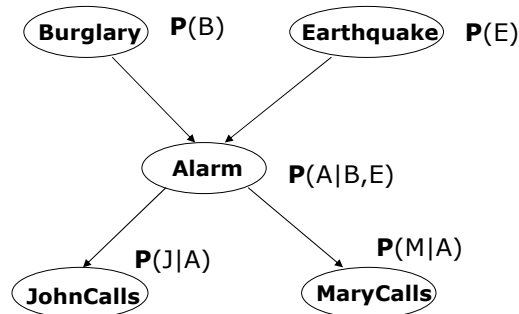 Burglary P(B)
Earthquake P(E)
Alarm
P(A|B,E)
P(J|A)
P(M|A)
JohnCalls
MaryCalls